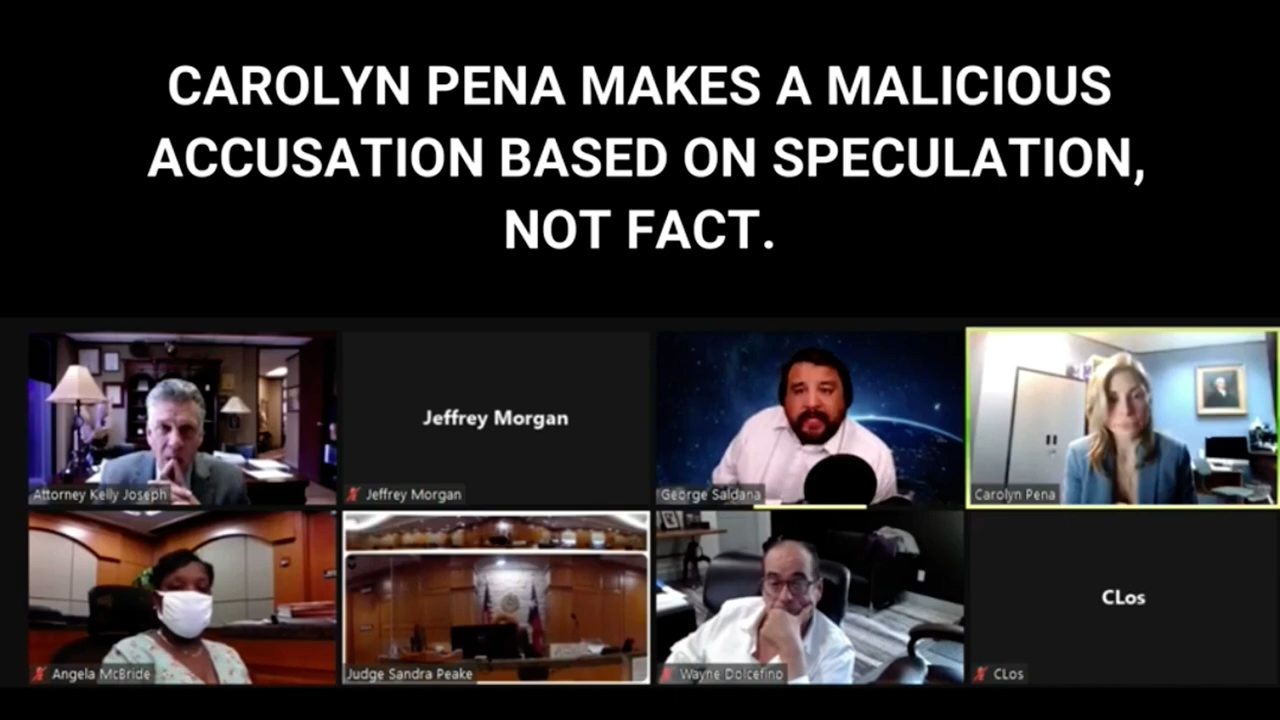 CAROLYN PENA MAKES A MALICIOUS
ACCUSATION BASED ON SPECULATION,
NOT FACT.
Attorney Kelly Joseph
Jeffrey Morgan
Jeffrey Morgan
George Saldana
Carolyn Pena
Angela McBride
Judge Sandra Peake
Wayne Dolcefino
CLos
CLos